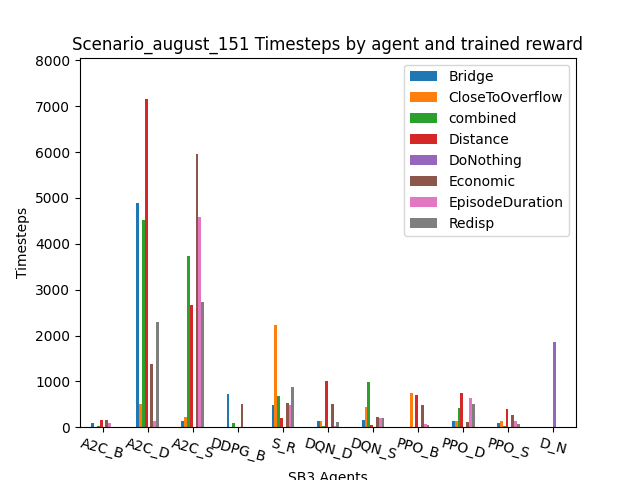 Scenario_august_151 Timesteps by agent and trained reward
8000
7000
6000
5000
4000
3000
2000
1000
0
Timesteps
Bridge
CloseToOverflow
combined
Distance
DoNothing
Economic
EpisodeDuration
Redisp
A2C_B
A2C_D
A2C_S
DDPG_B
S_R
DQN_D
DQN_S
PPO_B
PPO_D
PPO_S
D_N
SB3 Agents